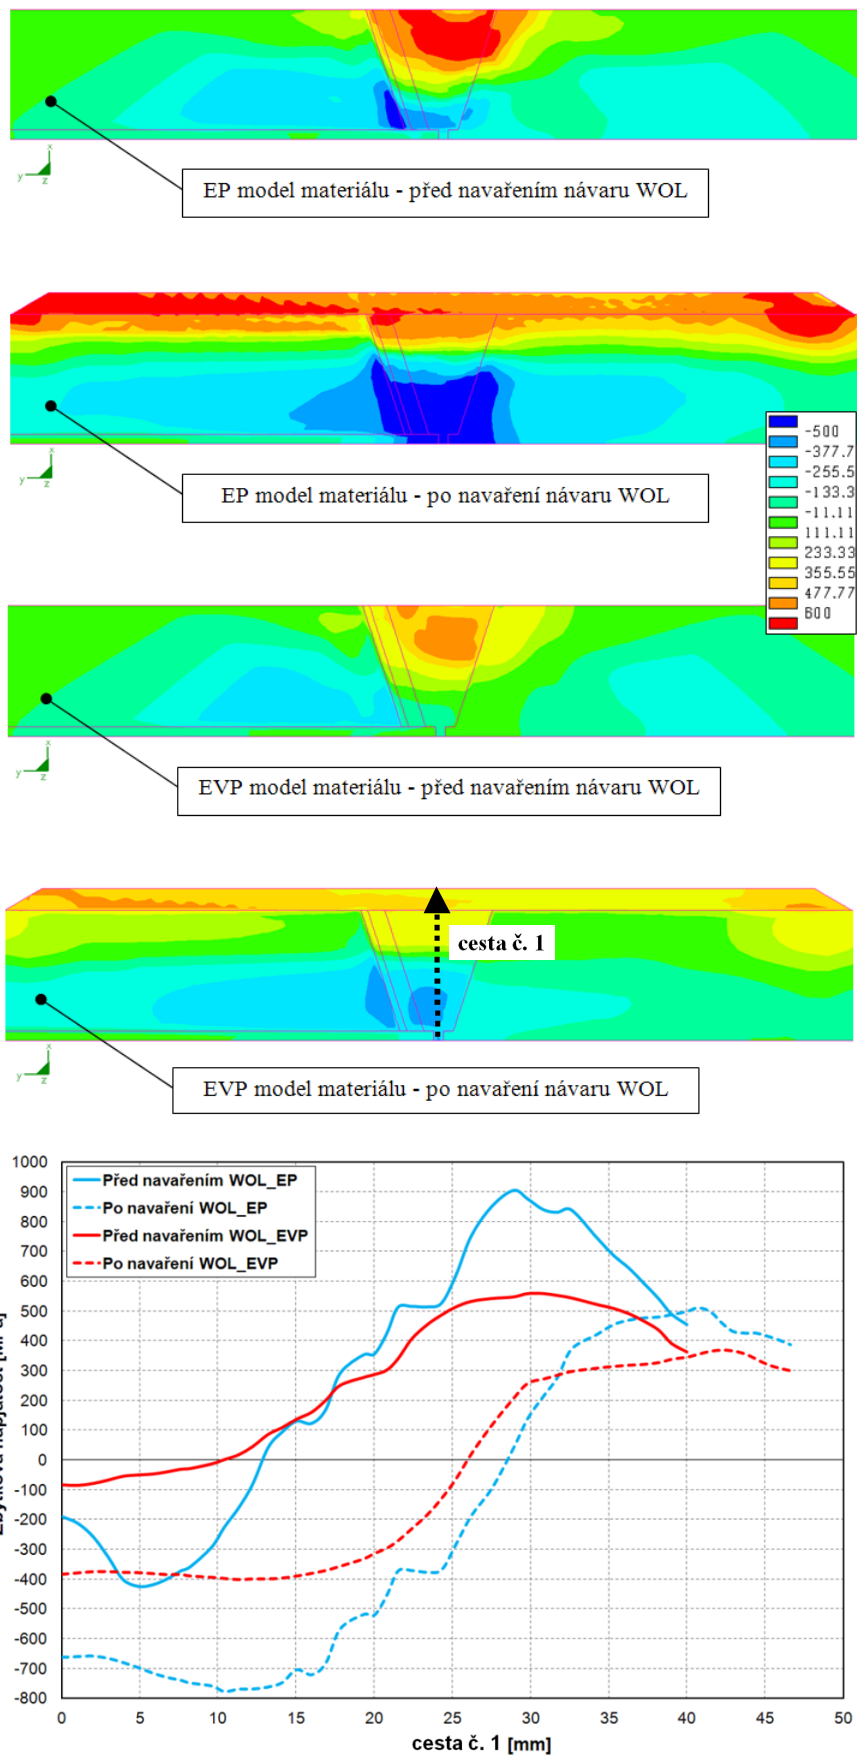 x
y
z
EP model materiálu - před navařením návaru WOL
x
y
z
EP model materiálu - po navaření návaru WOL
-500
-377.7
-255.5
-133.3
-11.11
111.11
233.33
355.55
477.77
600
x
y
z
EVP model materiálu - před navařením návaru WOL
cesta č. 1
x
y
z
EVP model materiálu - po navaření návaru WOL
1000
900
800
700
600
500
400
300
200
100
0
-100
-200
-300
-400
-500
-600
-700
-800
Před navařením WOL_EP
Po navaření WOL_EP
Před navařením WOL_EVP
Po navaření WOL_EVP
0 5 10 15 20 25 30 35 40 45 50
cesta č. 1 [mm]